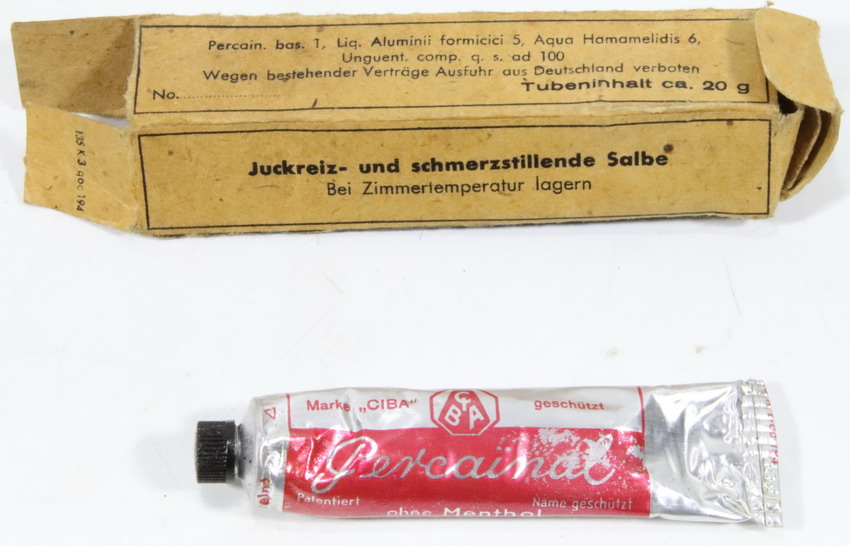 Percain. bas. 1, Liq. Aluminii formicici 5, Aqua Hamamelidis 6,
Unguent. comp. q. s. ad 100
Wegen bestehender Verträge Ausfuhr aus Deutschland verboten
No. Tubeninhalt ca. 20 g
Juckreiz- und schmerzstillende Salbe
Bei Zimmertemperatur lagern
135 K 3
Marke „CIBA“ CIBA geschützt
Percainal
Patentiert Name geschützt
ohne Menthol